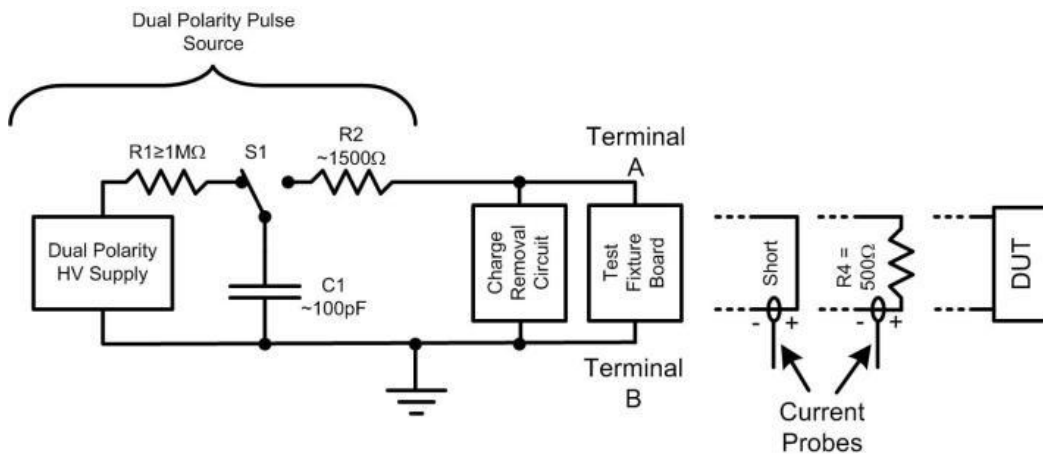 Dual Polarity Pulse
Source
R1≥1MΩ
S1
R2
~1500Ω
Terminal
A
Dual Polarity
HV Supply
C1
~100pF
Charge
Removal
Circuit
Test
Fixture
Board
Short
R4 =
500Ω
DUT
- +
- +
Terminal
B
Current
Probes